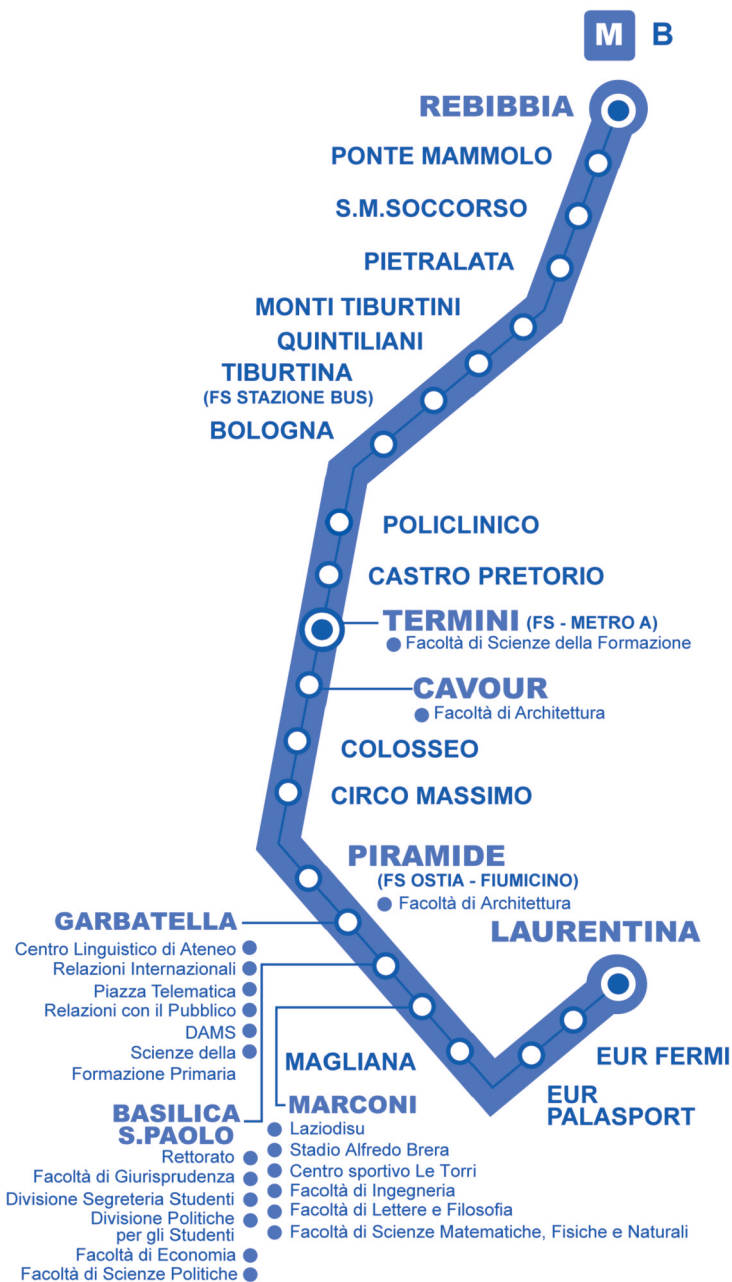 M B
REBIBBIA
PONTE MAMMOLO
S.M.SOCCORSO
PIETRALATA
MONTI TIBURTINI
QUINTILIANI
TIBURTINA
(FS STAZIONE BUS)
BOLOGNA
POLICLINICO
CASTRO PRETORIO
TERMINI (FS - METRO A)
Facoltà di Scienze della Formazione
CAVOUR
Facoltà di Architettura
COLOSSEO
CIRCO MASSIMO
PIRAMIDE
(FS OSTIA - FIUMICINO)
Facoltà di Architettura
GARBATELLA
Centro Linguistico di Ateneo
Relazioni Internazionali
Piazza Telematica
Relazioni con il Pubblico
DAMS
Scienze della
Formazione Primaria
BASILICA
S.PAOLO
Rettorato
Facoltà di Giurisprudenza
Divisione Segreteria Studenti
Divisione Politiche
per gli Studenti
Facoltà di Economia
Facoltà di Scienze Politiche
MARCONI
Laziodisu
Stadio Alfredo Brera
Centro sportivo Le Torri
Facoltà di Ingegneria
Facoltà di Lettere e Filosofia
Facoltà di Scienze Matematiche, Fisiche e Naturali
MAGLIANA
EUR
PALASPORT
EUR FERMI
LAURENTINA